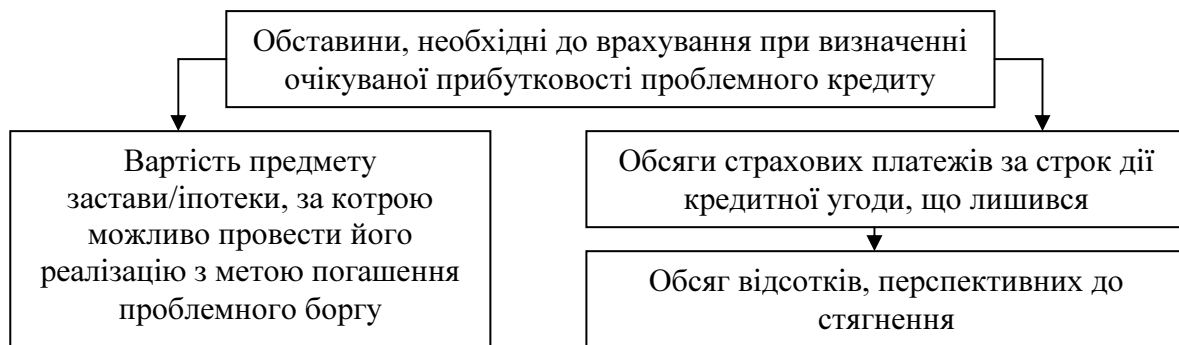 Обставини, необхідні до врахування при визначенні
очікуваної прибутковості проблемного кредиту
Вартість предмету
застави/іпотеки, за котрою
можливо провести його
реалізацію з метою погашення
проблемного боргу
Обсяги страхових платежів за строк дії
кредитної угоди, що лишився
Обсяг відсотків, перспективних до
стягнення